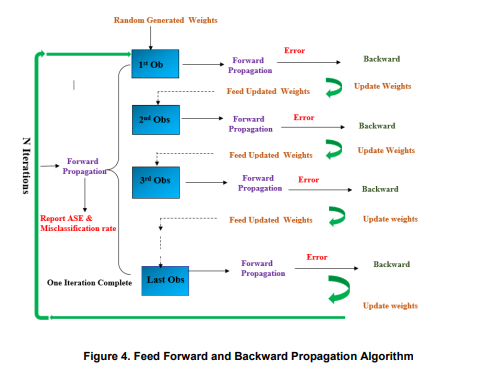 Random Generated Weights
1st Ob
Forward
Propagation
Error
Backward
Feed Updated Weights
Update Weights
2nd Obs
Forward
Propagation
Error
Backward
Feed Updated Weights
Update Weights
N Iterations
Forward
Propagation
3rd Obs
Forward
Propagation
Error
Backward
Report ASE &
Misclassification rate
Feed Updated Weights
Update weights
One Iteration Complete
Last Obs
Forward
Propagation
Error
Backward
Update weights
Figure 4. Feed Forward and Backward Propagation Algorithm